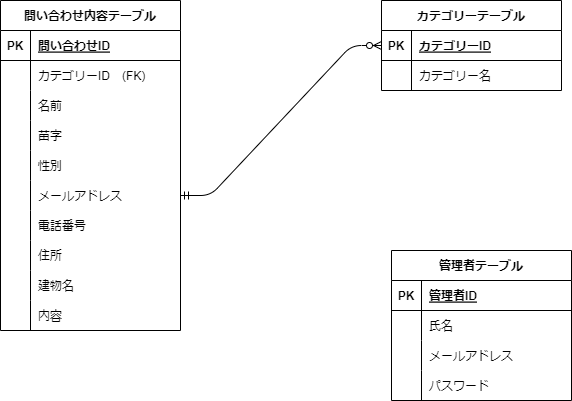 問い合わせ内容テーブル
PK 問い合わせID
カテゴリーID (FK)
名前
苗字
性別
メールアドレス
電話番号
住所
建物名
内容
カテゴリーテーブル
PK カテゴリーID
カテゴリー名
管理者テーブル
PK 管理者ID
氏名
メールアドレス
パスワード